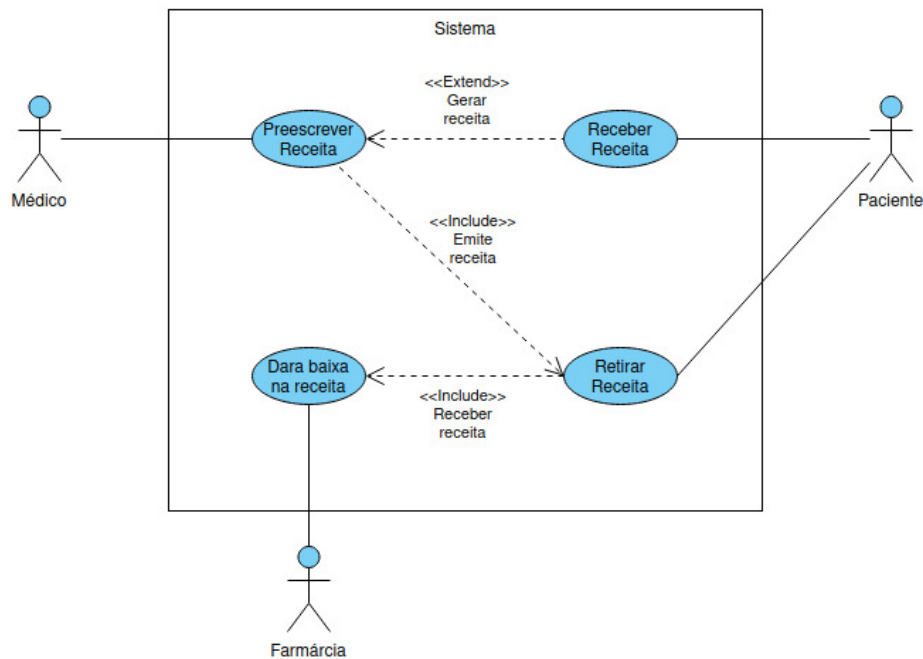 Sistema
<<Extend>>
Gerar
receita
Preescrever
Receita
Receber
Receita
Médico
Paciente
<<Include>>
Emite
receita
Dara baixa
na receita
Retirar
Receita
<<Include>>
Receber
receita
Farmárcia